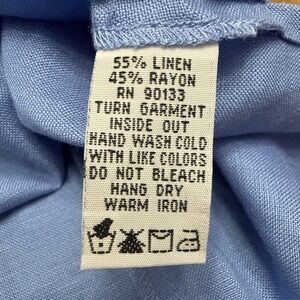 55% LINEN
45% RAYON
RN 90133
TURN GARMENT
INSIDE OUT
HAND WASH COLD
WITH LIKE COLORS
DO NOT BLEACH
HANG DRY
WARM IRON